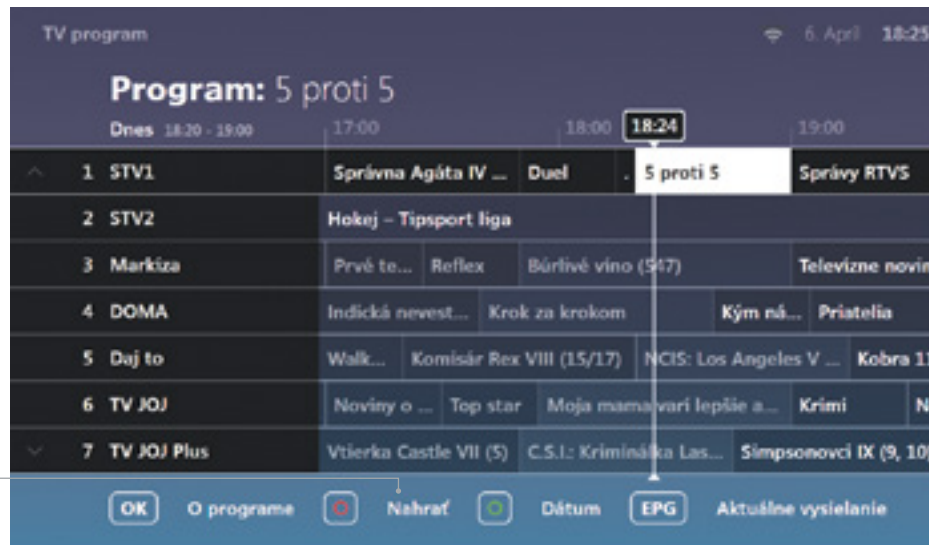 TV program 6. Apríl 18:25
Program: 5 proti 5
Dnes 18:20 - 19:00 17:00 18:00 18:24 19:00
1 STV1 Správna Agáta IV ... Duel . 5 proti 5 Správy RTVS
2 STV2 Hokej – Tipsport liga
3 Markíza Prvé te... Reflex Búrlivé víno (547) Televízne novin
4 DOMA Indická nevest... Krok za krokom Kým ná... Priatelia
5 Daj to Walk... Komisár Rex VIII (15/17) NCIS: Los Angeles V ... Kobra 11
6 TV JOJ Noviny o ... Top star Moja mama varí lepšie a... Krimi N
7 TV JOJ Plus Vtierka Castle VII (5) C.S.I.: Kriminálka Las... Simpsonovci IX (9, 10)
OK O programe Nahrať Dátum EPG Aktuálne vysielanie